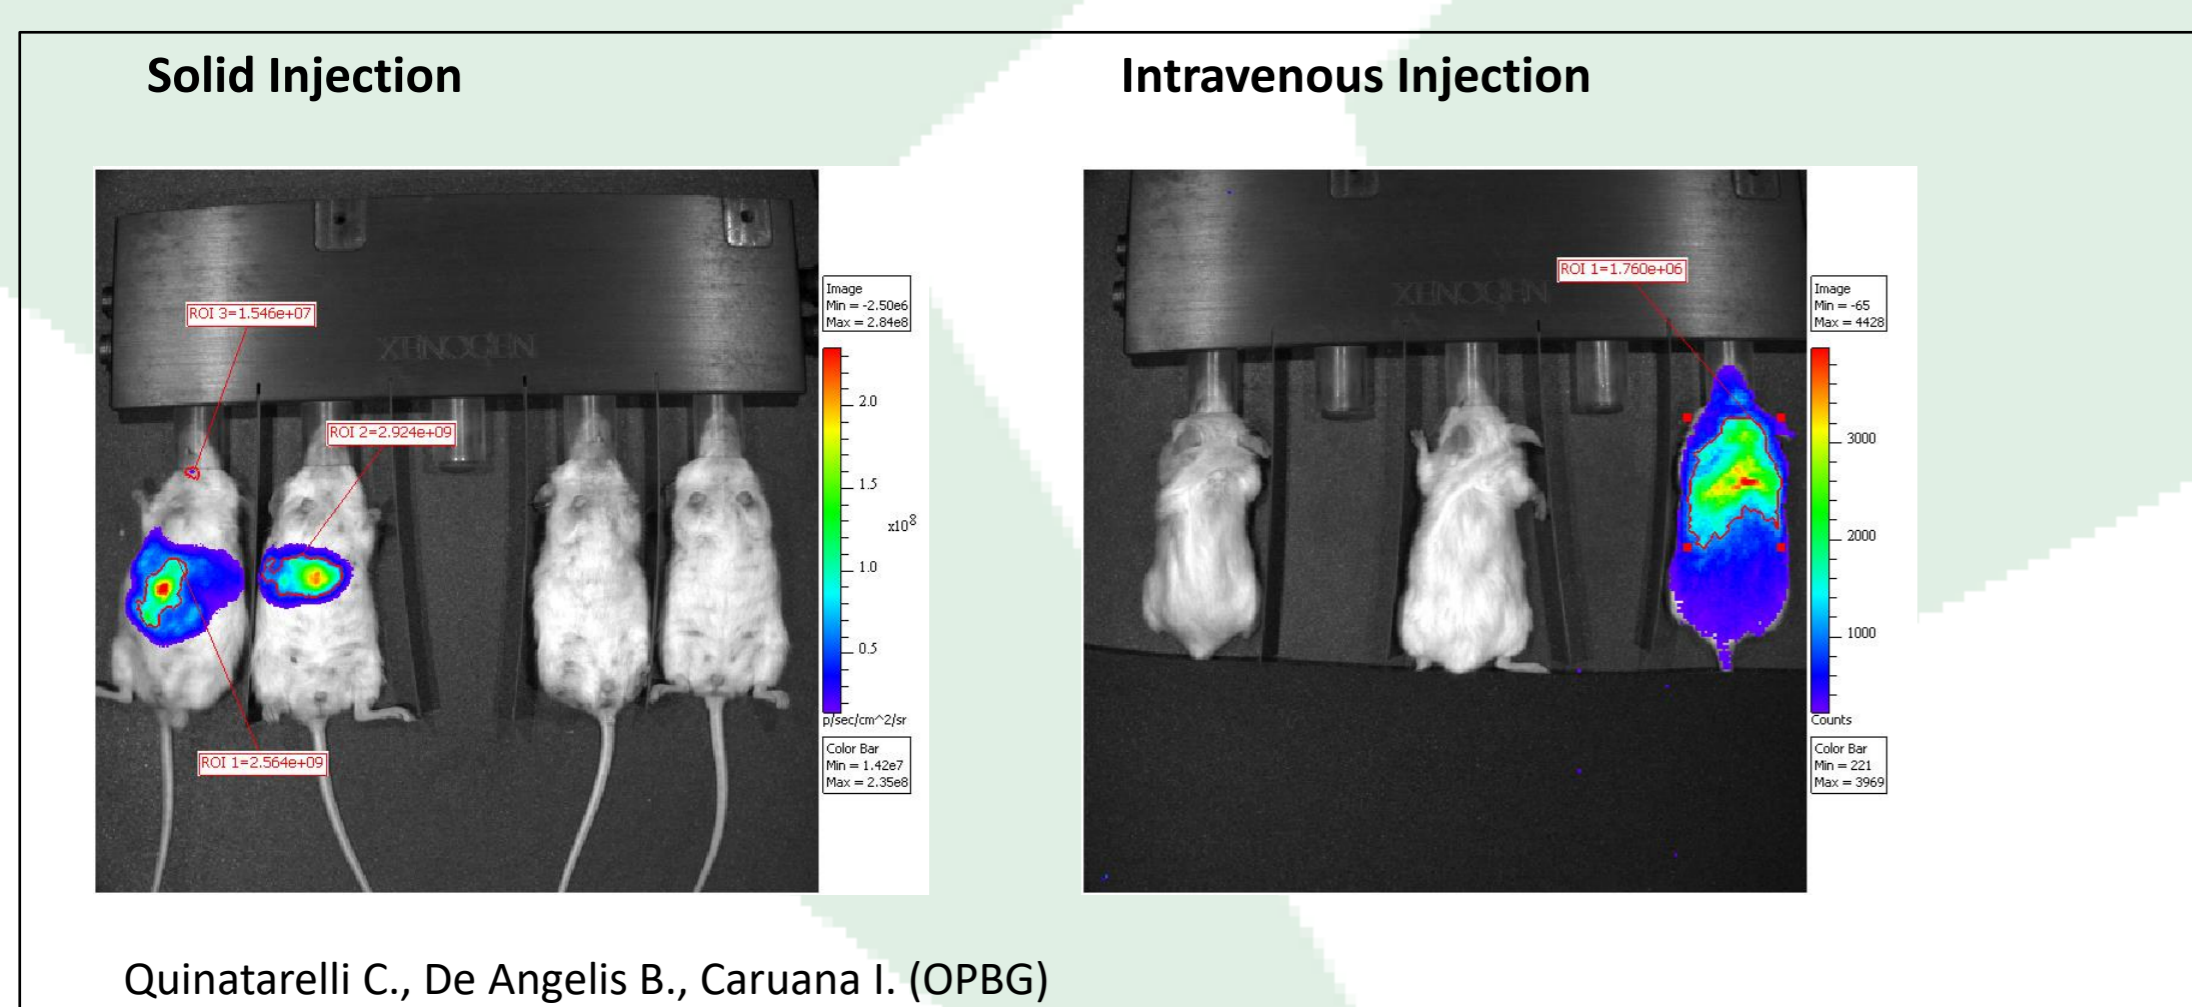 Solid Injection
Intravenous Injection
XENOGEN
ROI 3=1.546e+07
ROI 2=2.924e+09
ROI 1=2.564e+09
Image
Min = -2.50e6
Max = 2.84e8
2.0
1.5
x10^8
1.0
0.5
p/sec/cm^2/sr
Color Bar
Min = 1.42e7
Max = 2.35e8
XENOGEN
ROI 1=1.760e+06
Image
Min = -65
Max = 4428
3000
2000
1000
Counts
Color Bar
Min = 221
Max = 3969
Quinatarelli C., De Angelis B., Caruana I. (OPBG)